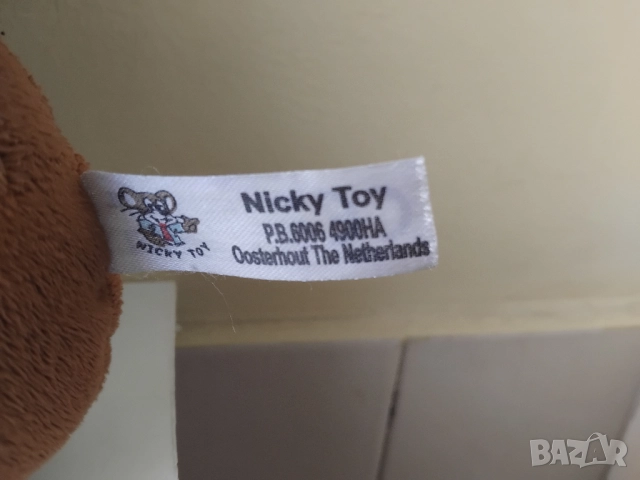 Nicky Toy
P.B.6006 4900HA
Oosterhout The Netherlands
NICKY TOY
BAZAR